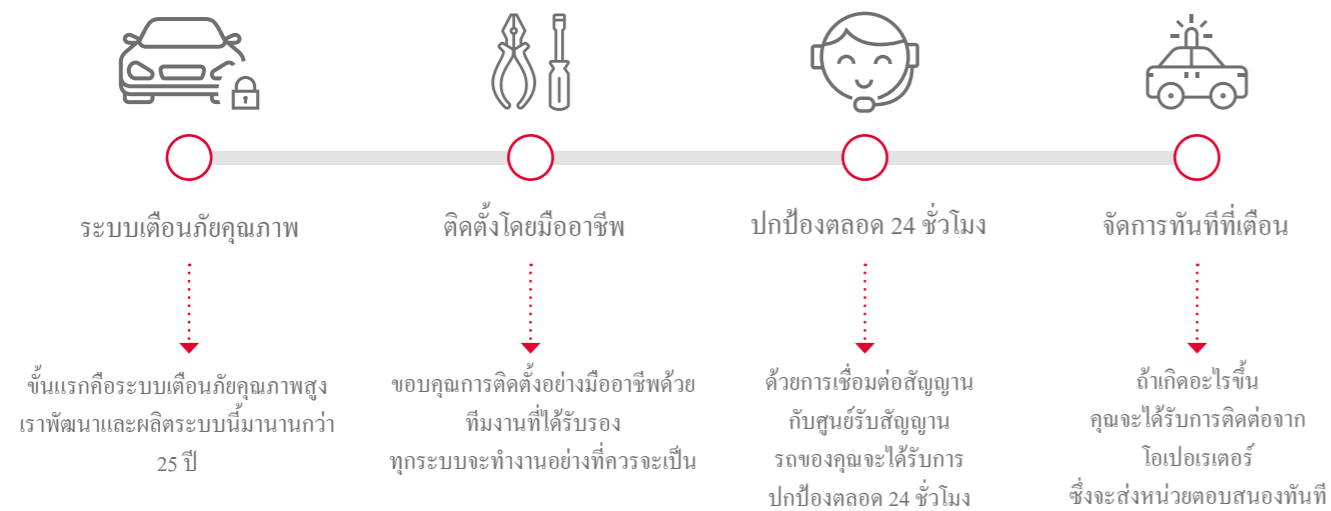 ระบบเตือนภัยคุณภาพ
ขั้นแรกคือระบบเตือนภัยคุณภาพสูง
เราพัฒนาและผลิตระบบนี้มานานกว่า
25 ปี
ติดตั้งโดยมืออาชีพ
ขอบคุณการติดตั้งอย่างมืออาชีพด้วย
ทีมงานที่ได้รับรอง
ทุกระบบจะทำงานอย่างที่ควรจะเป็น
ปกป้องตลอด 24 ชั่วโมง
ด้วยการเชื่อมต่อสัญญาน
กับศูนย์รับสัญญาน
รถของคุณจะได้รับการ
ปกป้องตลอด 24 ชั่วโมง
จัดการทันทีที่เตือน
ถ้าเกิดอะไรขึ้น
คุณจะได้รับการติดต่อจาก
โอเปอเรเตอร์
ซึ่งจะส่งหน่วยตอบสนองทันที